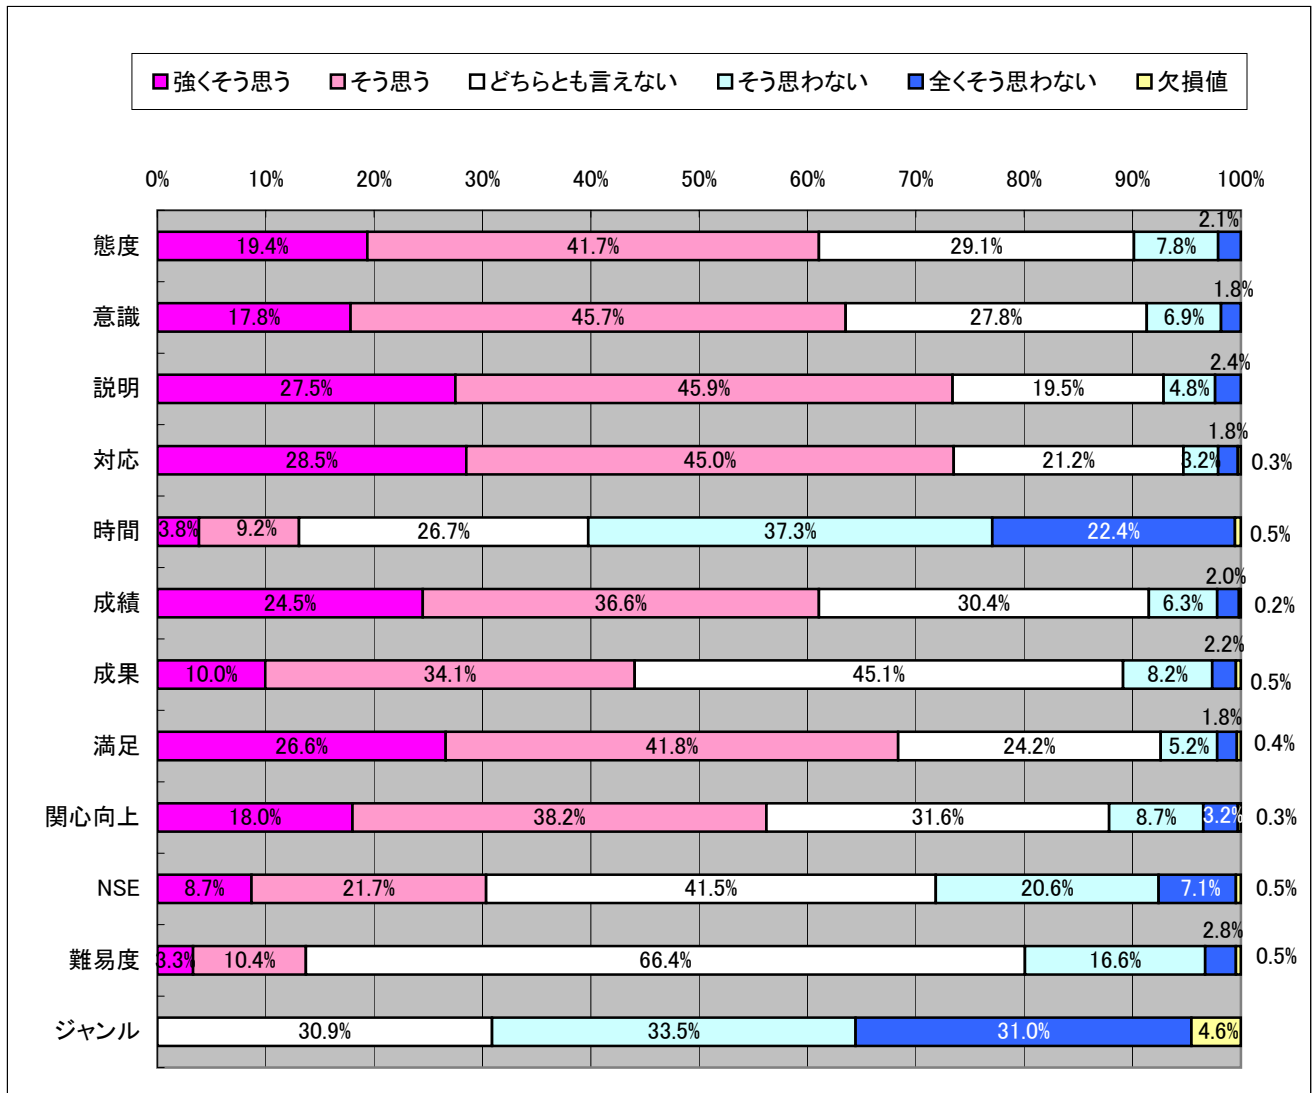 強くそう思う そう思う どちらとも言えない そう思わない 全くそう思わない 欠損値
0% 10% 20% 30% 40% 50% 60% 70% 80% 90% 100%
2.1%
態度 19.4% 41.7% 29.1% 7.8%
1.8%
意識 17.8% 45.7% 27.8% 6.9%
2.4%
説明 27.5% 45.9% 19.5% 4.8%
1.8%
対応 28.5% 45.0% 21.2% 3.2% 0.3%
時間 3.8% 9.2% 26.7% 37.3% 22.4% 0.5%
2.0%
成績 24.5% 36.6% 30.4% 6.3% 0.2%
2.2%
成果 10.0% 34.1% 45.1% 8.2% 0.5%
1.8%
満足 26.6% 41.8% 24.2% 5.2% 0.4%
関心向上 18.0% 38.2% 31.6% 8.7% 3.2% 0.3%
NSE 8.7% 21.7% 41.5% 20.6% 7.1% 0.5%
2.8%
難易度 3.3% 10.4% 66.4% 16.6% 0.5%
ジャンル 30.9% 33.5% 31.0% 4.6%